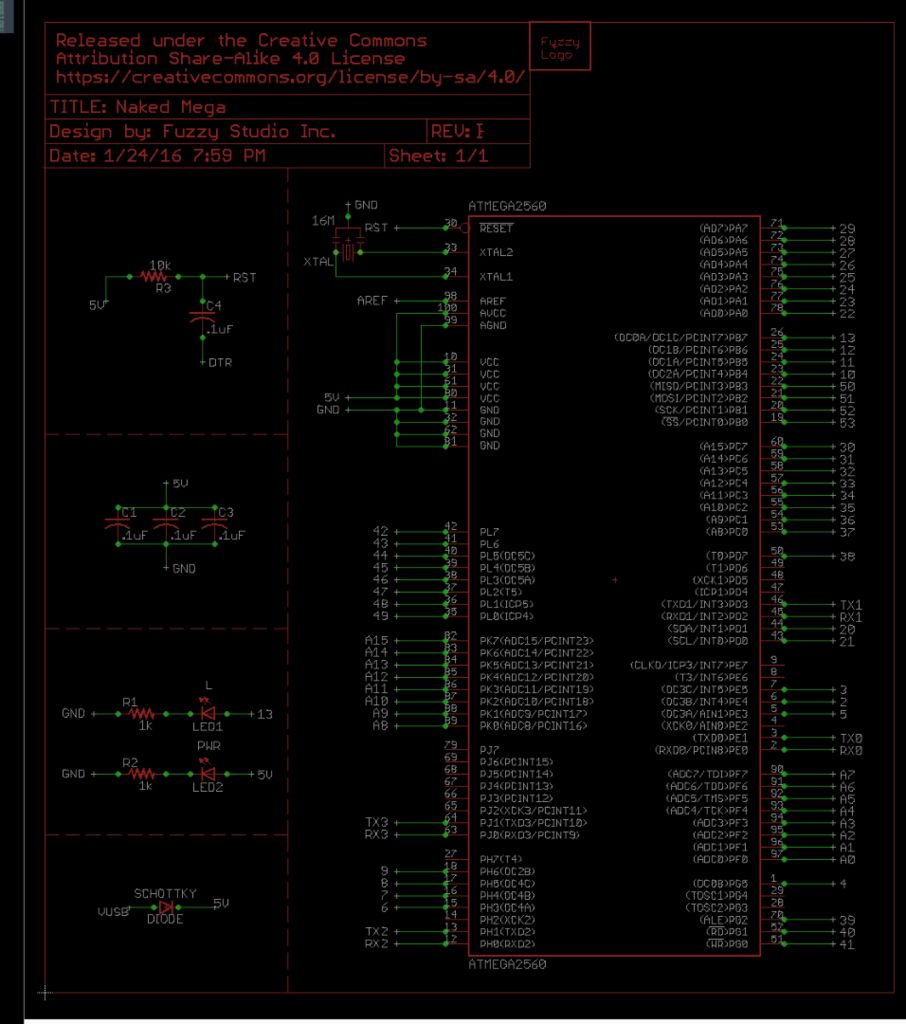 Released under the Creative Commons
Attribution Share-Alike 4.0 License
https://creativecommons.org/license/by-sa/4.0/
Fuzzy
Logo
TITLE: Naked Mega
Design by: Fuzzy Studio Inc.
REV:
Date: 1/24/16 7:59 PM
Sheet: 1/1
10k
R3
5V
RST
C4
.1uF
DTR
5V
C1
C2
C3
.1uF
.1uF
.1uF
GND
L
GND
R1
1k
LED1
13
PWR
GND
R2
1k
LED2
5V
SCHOTTKY
VUSB
DIODE
5V
ATMEGA2560
GND
16M
XTAL
RST 30 RESET
33 XTAL2
34 XTAL1
AREF 98 AREF
100 AVCC
99 AGND
10 VCC
31 VCC
VCC
5V VCC
GND 11 GND
32 GND
62 GND
GND
42 42 PL7
43 41 PL6
44 40 PL5(OC5C)
45 39 PL4(OC5B)
46 38 PL3(OC5A)
47 37 PL2(T5)
48 36 PL1(ICP5)
49 35 PL0(ICP4)
A15 82 PK7(ADC15/PCINT23)
A14 83 PK6(ADC14/PCINT22)
A13 84 PK5(ADC13/PCINT21)
A12 85 PK4(ADC12/PCINT20)
A11 86 PK3(ADC11/PCINT19)
A10 87 PK2(ADC10/PCINT18)
A9 88 PK1(ADC9/PCINT17)
A8 89 PK0(ADC8/PCINT16)
79 PJ7
69 PJ6(PCINT15)
68 PJ5(PCINT14)
67 PJ4(PCINT13)
66 PJ3(PCINT12)
65 PJ2(XCK3/PCINT11)
TX3 64 PJ1(TXD3/PCINT10)
RX3 63 PJ0(RXD3/PCINT9)
27 PH7(T4)
9 18 PH6(OC2B)
8 17 PH5(OC4C)
7 16 PH4(OC4B)
6 15 PH3(OC4A)
14 PH2(XCK2)
TX2 13 PH1(TXD2)
RX2 12 PH0(RXD2)
(AD7)PA7 71 29
(AD6)PA6 72 28
(AD5)PA5 73 27
(AD4)PA4 74 26
(AD3)PA3 75 25
(AD2)PA2 76 24
(AD1)PA1 77 23
(AD0)PA0 78 22
(OC0A/OC1C/PCINT7)PB7 26 13
(OC1B/PCINT6)PB6 25 12
(OC1A/PCINT5)PB5 24 11
(OC2A/PCINT4)PB4 23 10
(MISO/PCINT3)PB3 22 50
(MOSI/PCINT2)PB2 21 51
(SCK/PCINT1)PB1 20 52
(SS/PCINT0)PB0 19 53
(A15)PC7 60 30
(A14)PC6 59 31
(A13)PC5 58 32
(A12)PC4 57 33
(A11)PC3 56 34
(A10)PC2 55 35
(A9)PC1 54 36
(A8)PC0 53 37
(T0)PD7 50 38
(T1)PD6 49
(XCK1)PD5 48
(ICP1)PD4 47
(TXD1/INT3)PD3 46 TX1
(RXD1/INT2)PD2 45 RX1
(SDA/INT1)PD1 44 20
(SCL/INT0)PD0 43 21
(CLKO/ICP3/INT7)PE7 9
(T3/INT6)PE6 8
(OC3C/INT5)PE5 7 3
(OC3B/INT4)PE4 6 2
(OC3A/AIN1)PE3 5 5
(XCK0/AIN0)PE2 4
(TXD0)PE1 3 TX0
(RXD0/PCIN8)PE0 2 RX0
(ADC7/TDI)PF7 90 A7
(ADC6/TDO)PF6 91 A6
(ADC5/TMS)PF5 92 A5
(ADC4/TCK)PF4 93 A4
(ADC3)PF3 94 A3
(ADC2)PF2 95 A2
(ADC1)PF1 96 A1
(ADC0)PF0 97 A0
(OC0B)PG5 1 4
(TOSC1)PG4 29
(TOSC2)PG3 28
(ALE)PG2 70 39
(RD)PG1 52 40
(WR)PG0 51 41
ATMEGA2560